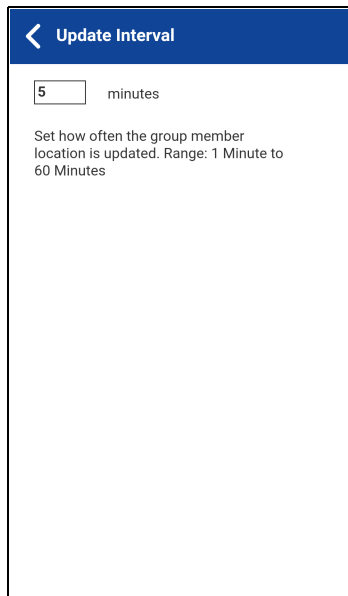 Update Interval
5 minutes
Set how often the group member
location is updated. Range: 1 Minute to
60 Minutes